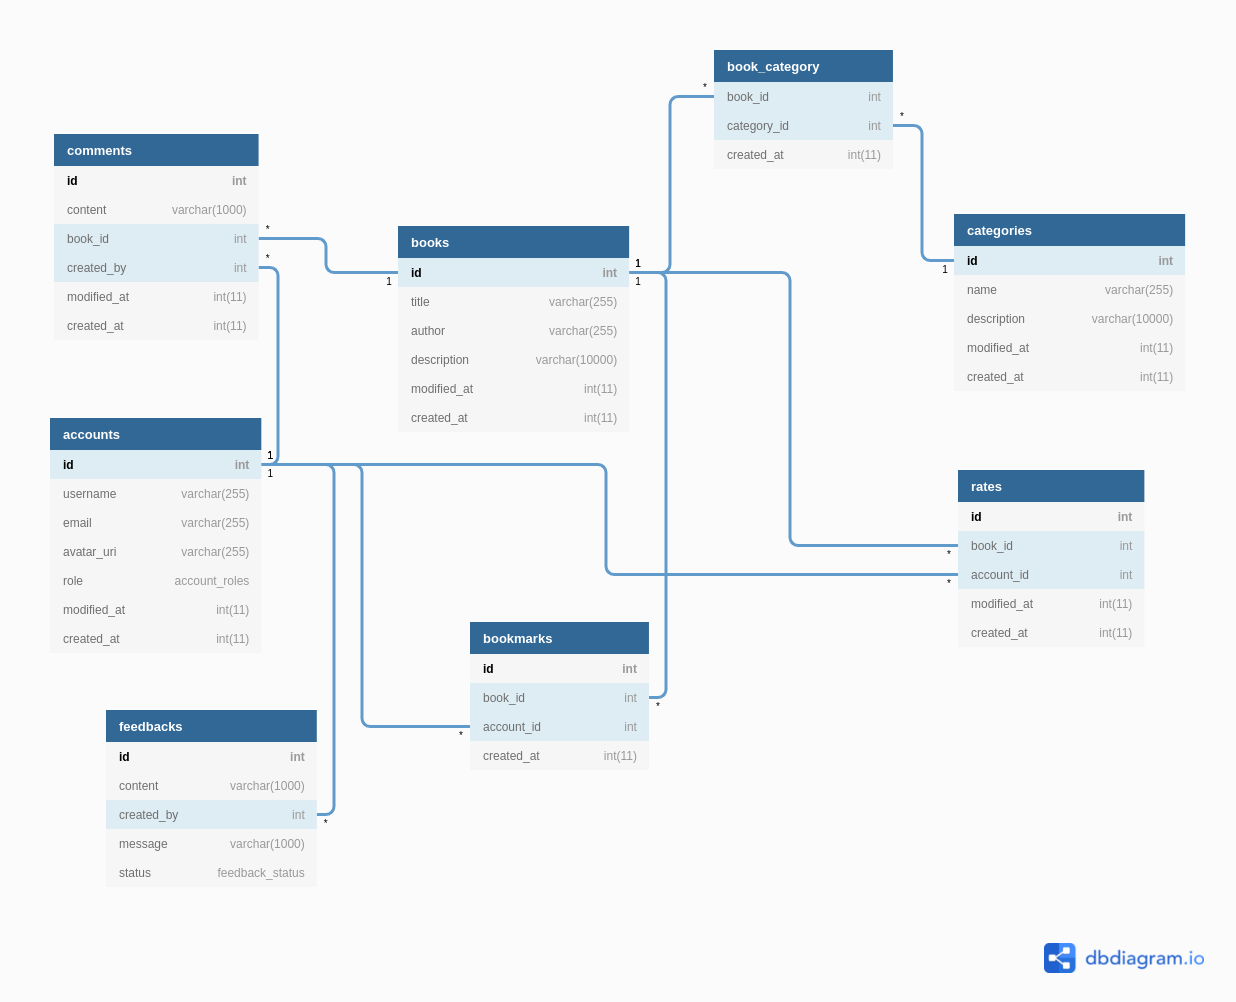 book_category
book_id int
category_id int
created_at int(11)
*
*
comments
id int
content varchar(1000)
book_id int
created_by int
modified_at int(11)
created_at int(11)
*
*
books
id int
title varchar(255)
author varchar(255)
description varchar(10000)
modified_at int(11)
created_at int(11)
1
1
1
categories
id int
name varchar(255)
description varchar(10000)
modified_at int(11)
created_at int(11)
1
accounts
id int
username varchar(255)
email varchar(255)
avatar_uri varchar(255)
role account_roles
modified_at int(11)
created_at int(11)
1
1
rates
id int
book_id int
account_id int
modified_at int(11)
created_at int(11)
*
*
bookmarks
id int
book_id int
account_id int
created_at int(11)
*
*
feedbacks
id int
content varchar(1000)
created_by int
message varchar(1000)
status feedback_status
*
dbdiagram.io